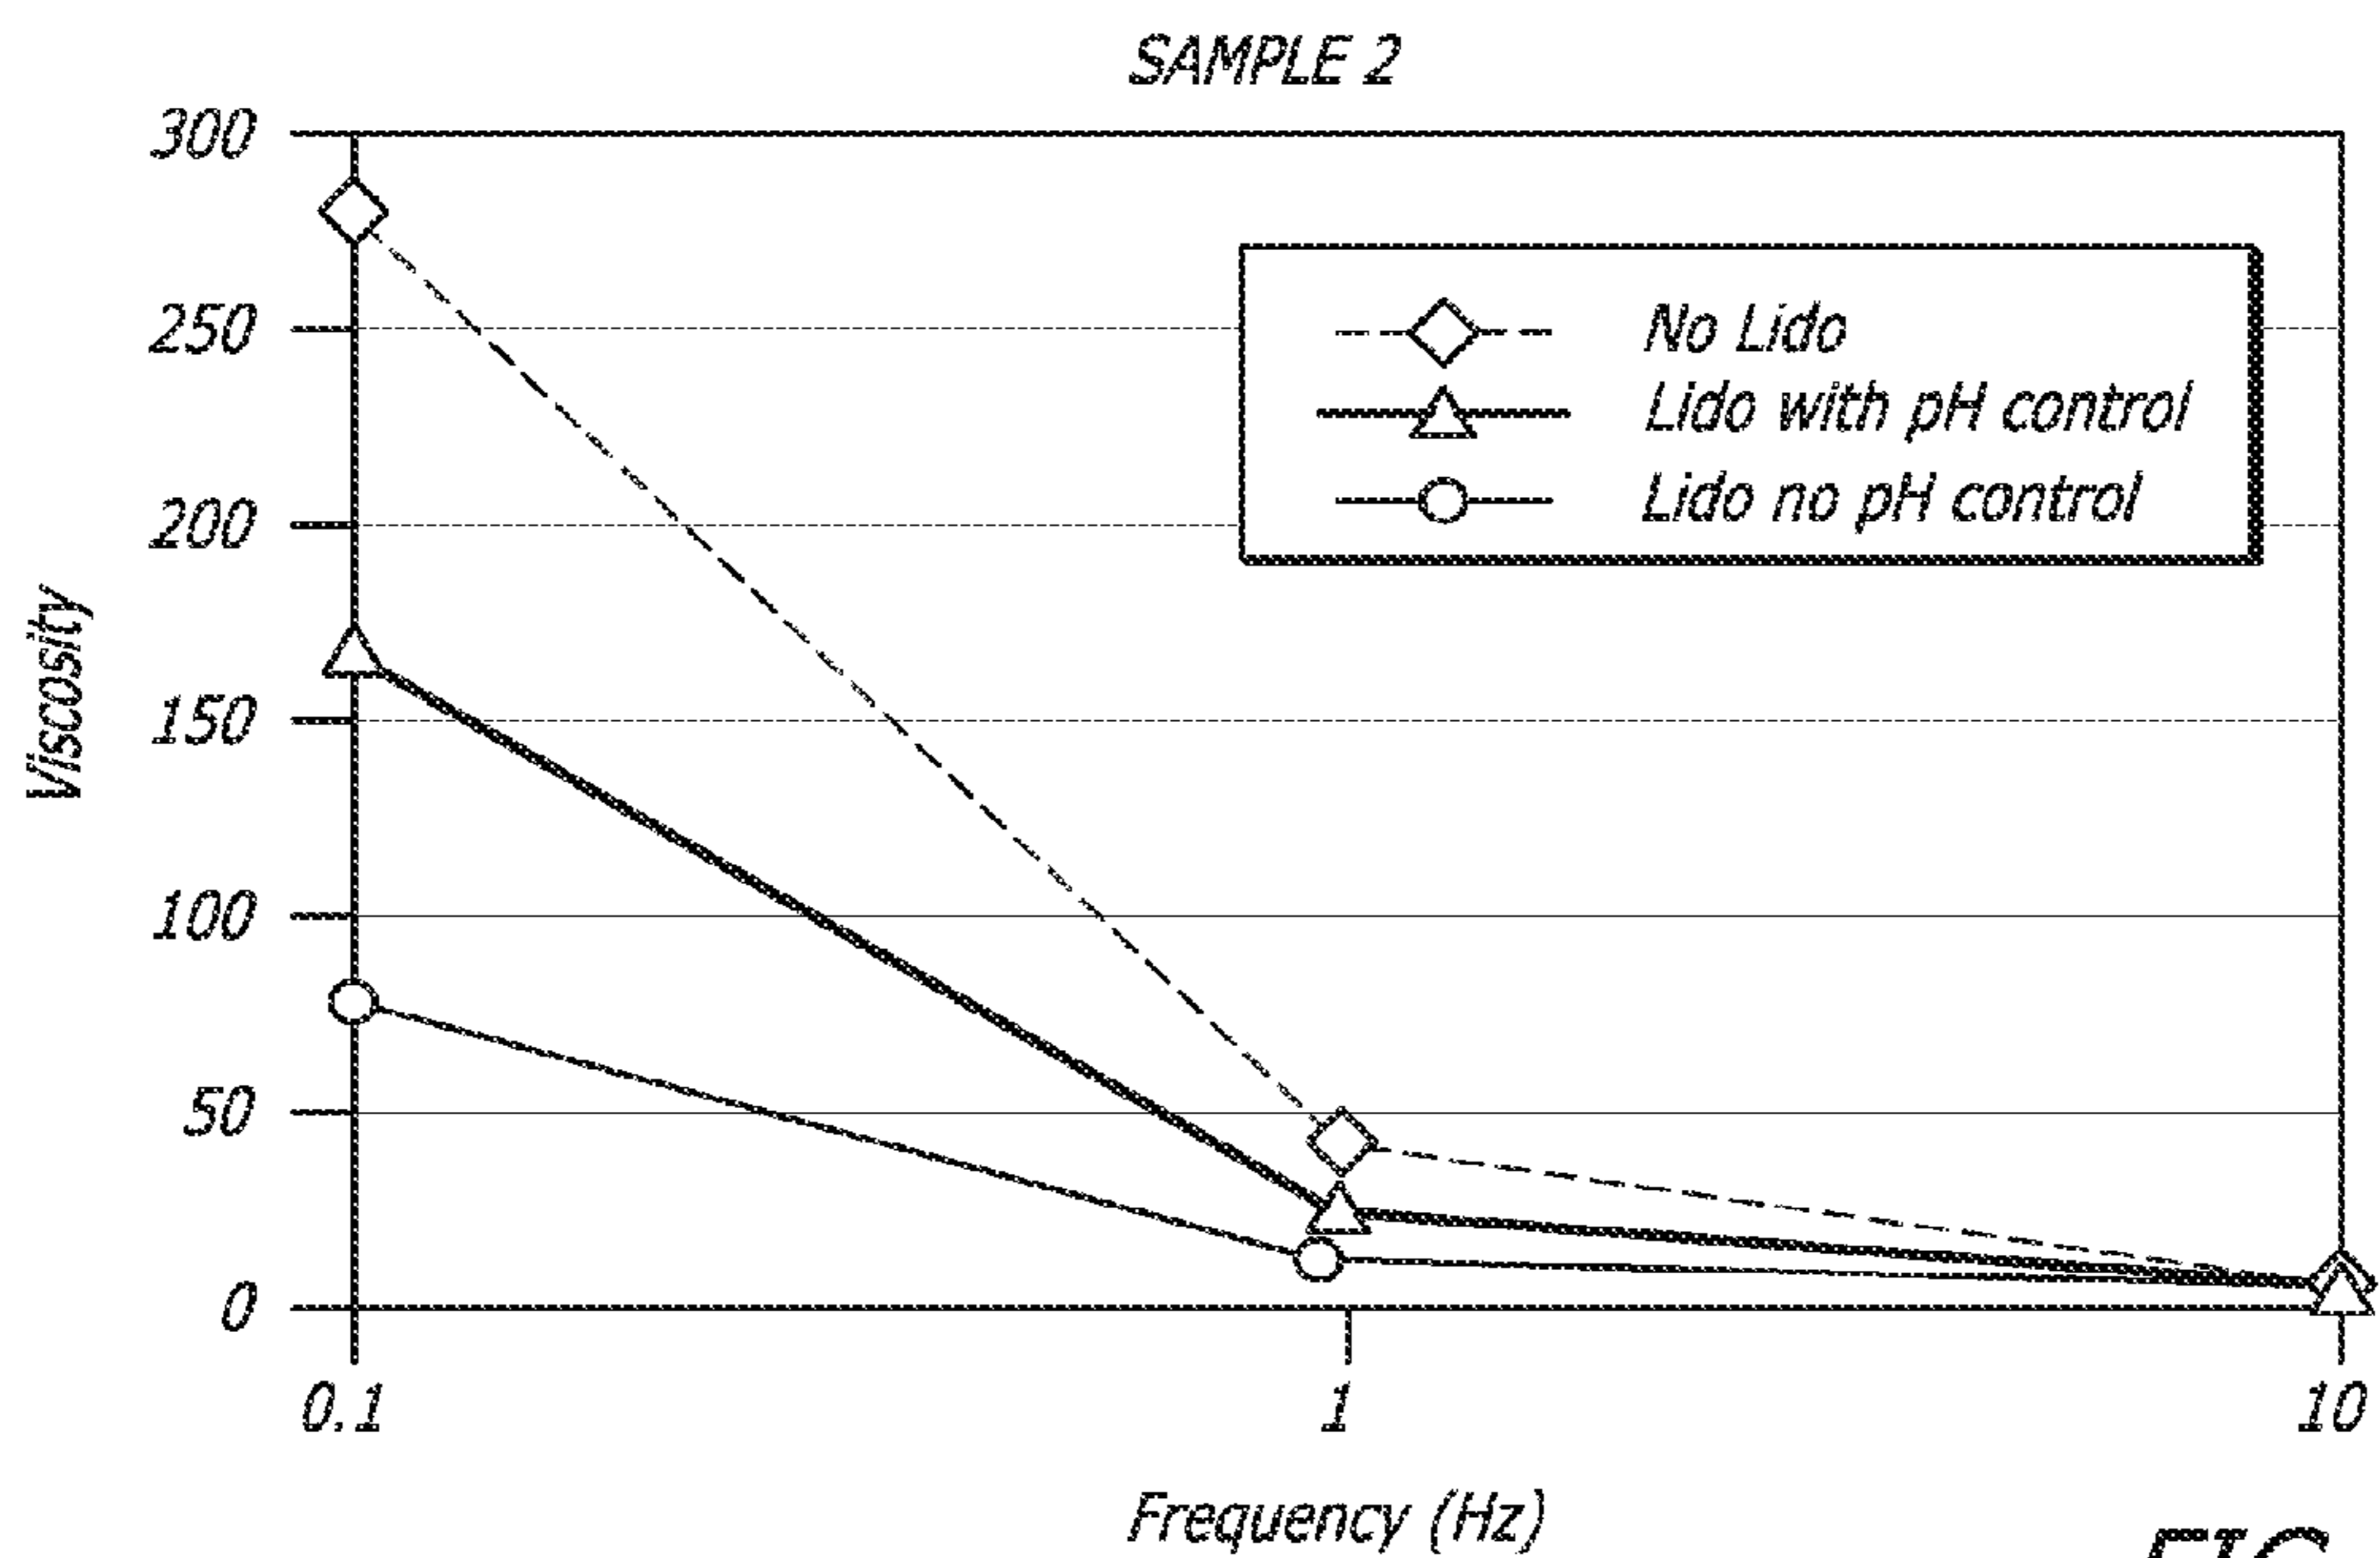 SAMPLE 2
300
250
200
150
100
50
0
Viscosity
No Lido
Lido with pH control
Lido no pH control
0.1 1 10
Frequency (Hz)